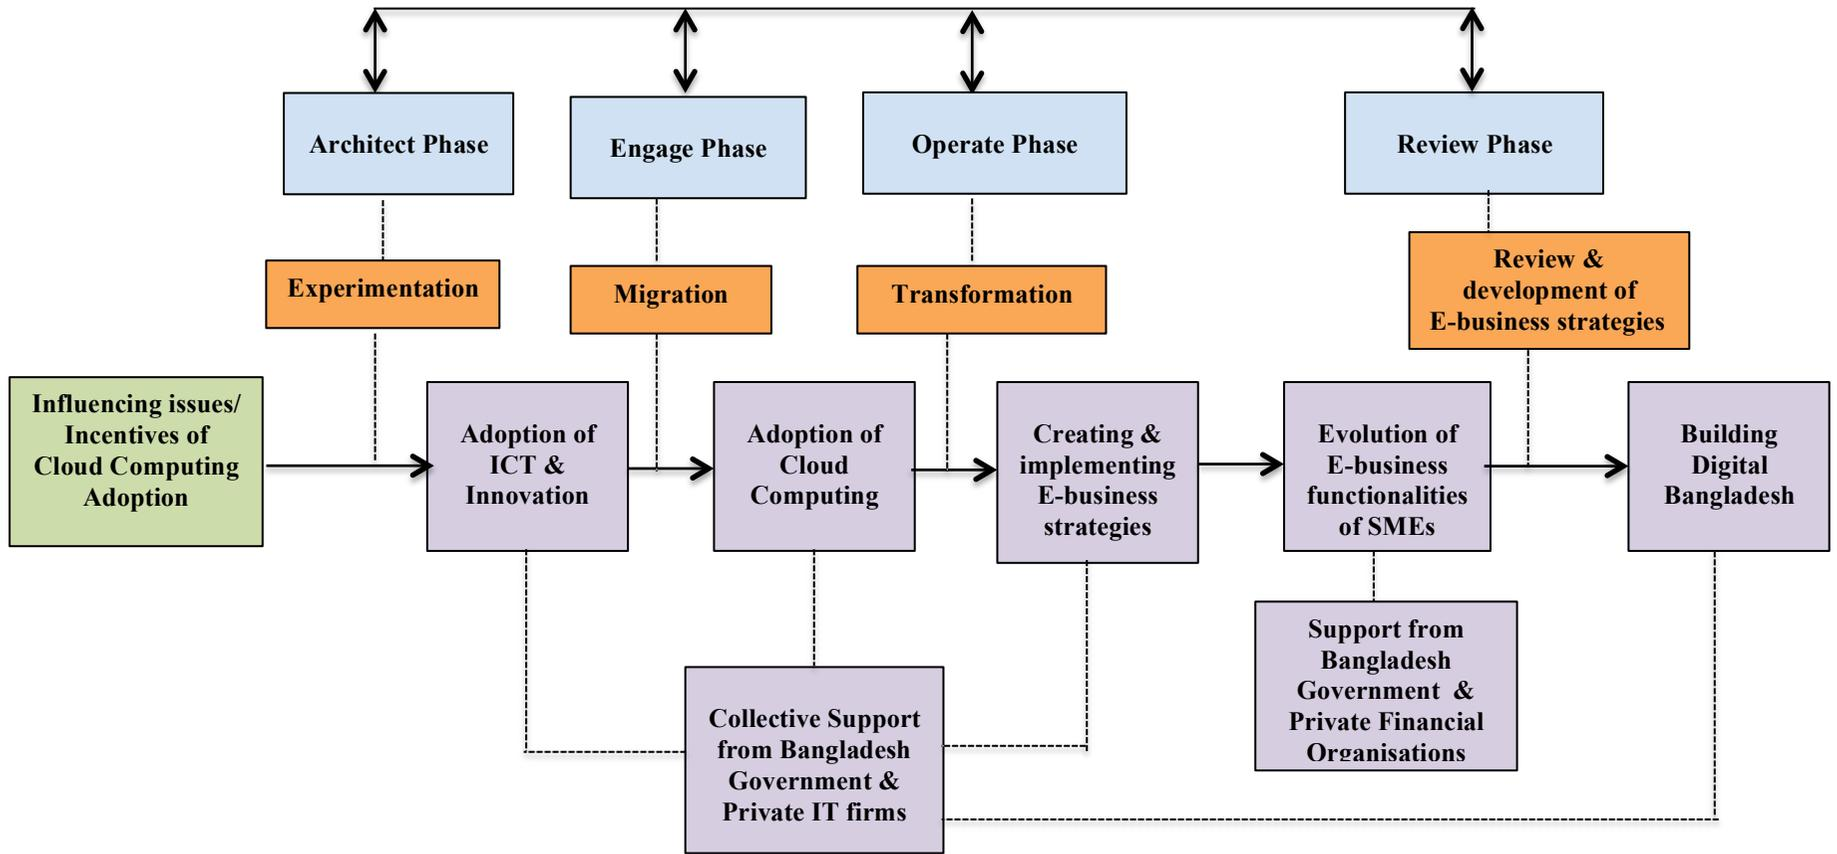 Architect Phase
Engage Phase
Operate Phase
Review Phase
Experimentation
Migration
Transformation
Review &
development of
E-business strategies
Influencing issues/
Incentives of
Cloud Computing
Adoption
Adoption of
ICT &
Innovation
Adoption of
Cloud
Computing
Creating &
implementing
E-business
strategies
Evolution of
E-business
functionalities
of SMEs
Building
Digital
Bangladesh
Collective Support
from Bangladesh
Government &
Private IT firms
Support from
Bangladesh
Government &
Private Financial
Organisations